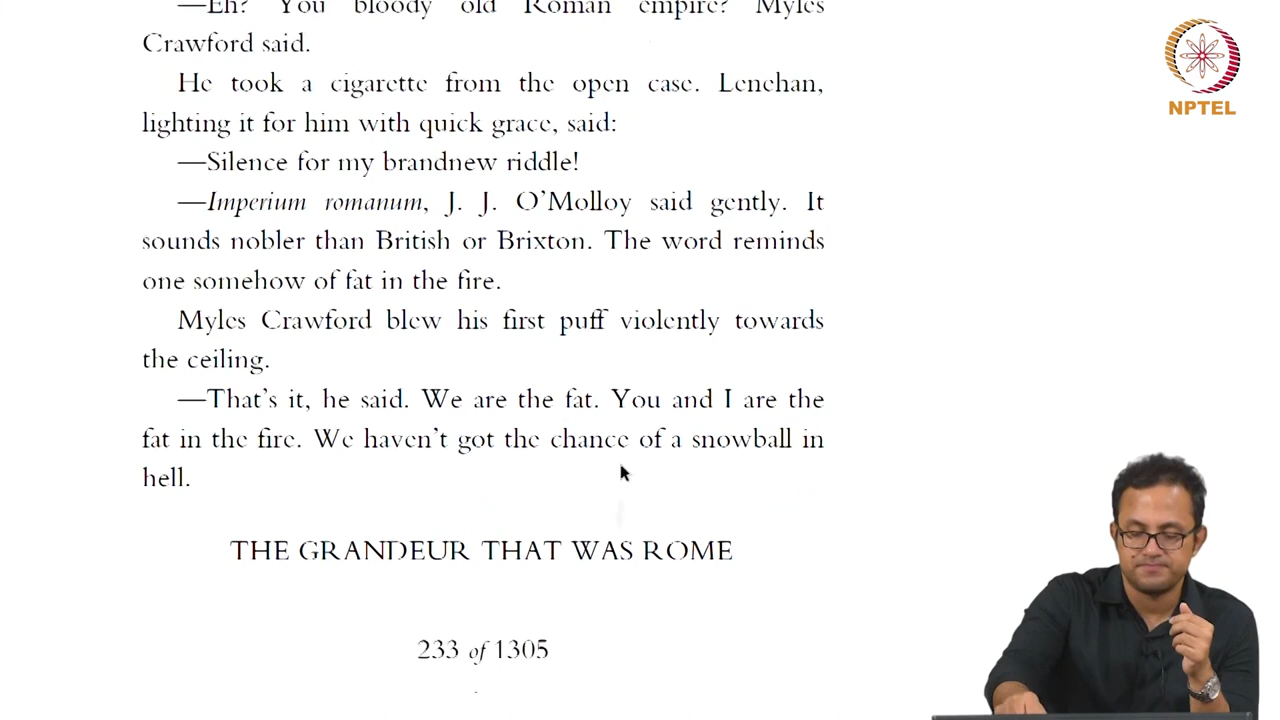 —Eh? You bloody old Roman empire? Myles
Crawford said.
He took a cigarette from the open case. Lenehan,
lighting it for him with quick grace, said:
—Silence for my brandnew riddle!
—Imperium romanum, J. J. O’Molloy said gently. It
sounds nobler than British or Brixton. The word reminds
one somehow of fat in the fire.
Myles Crawford blew his first puff violently towards
the ceiling.
—That’s it, he said. We are the fat. You and I are the
fat in the fire. We haven’t got the chance of a snowball in
hell.
THE GRANDEUR THAT WAS ROME
233 of 1305
NPTEL